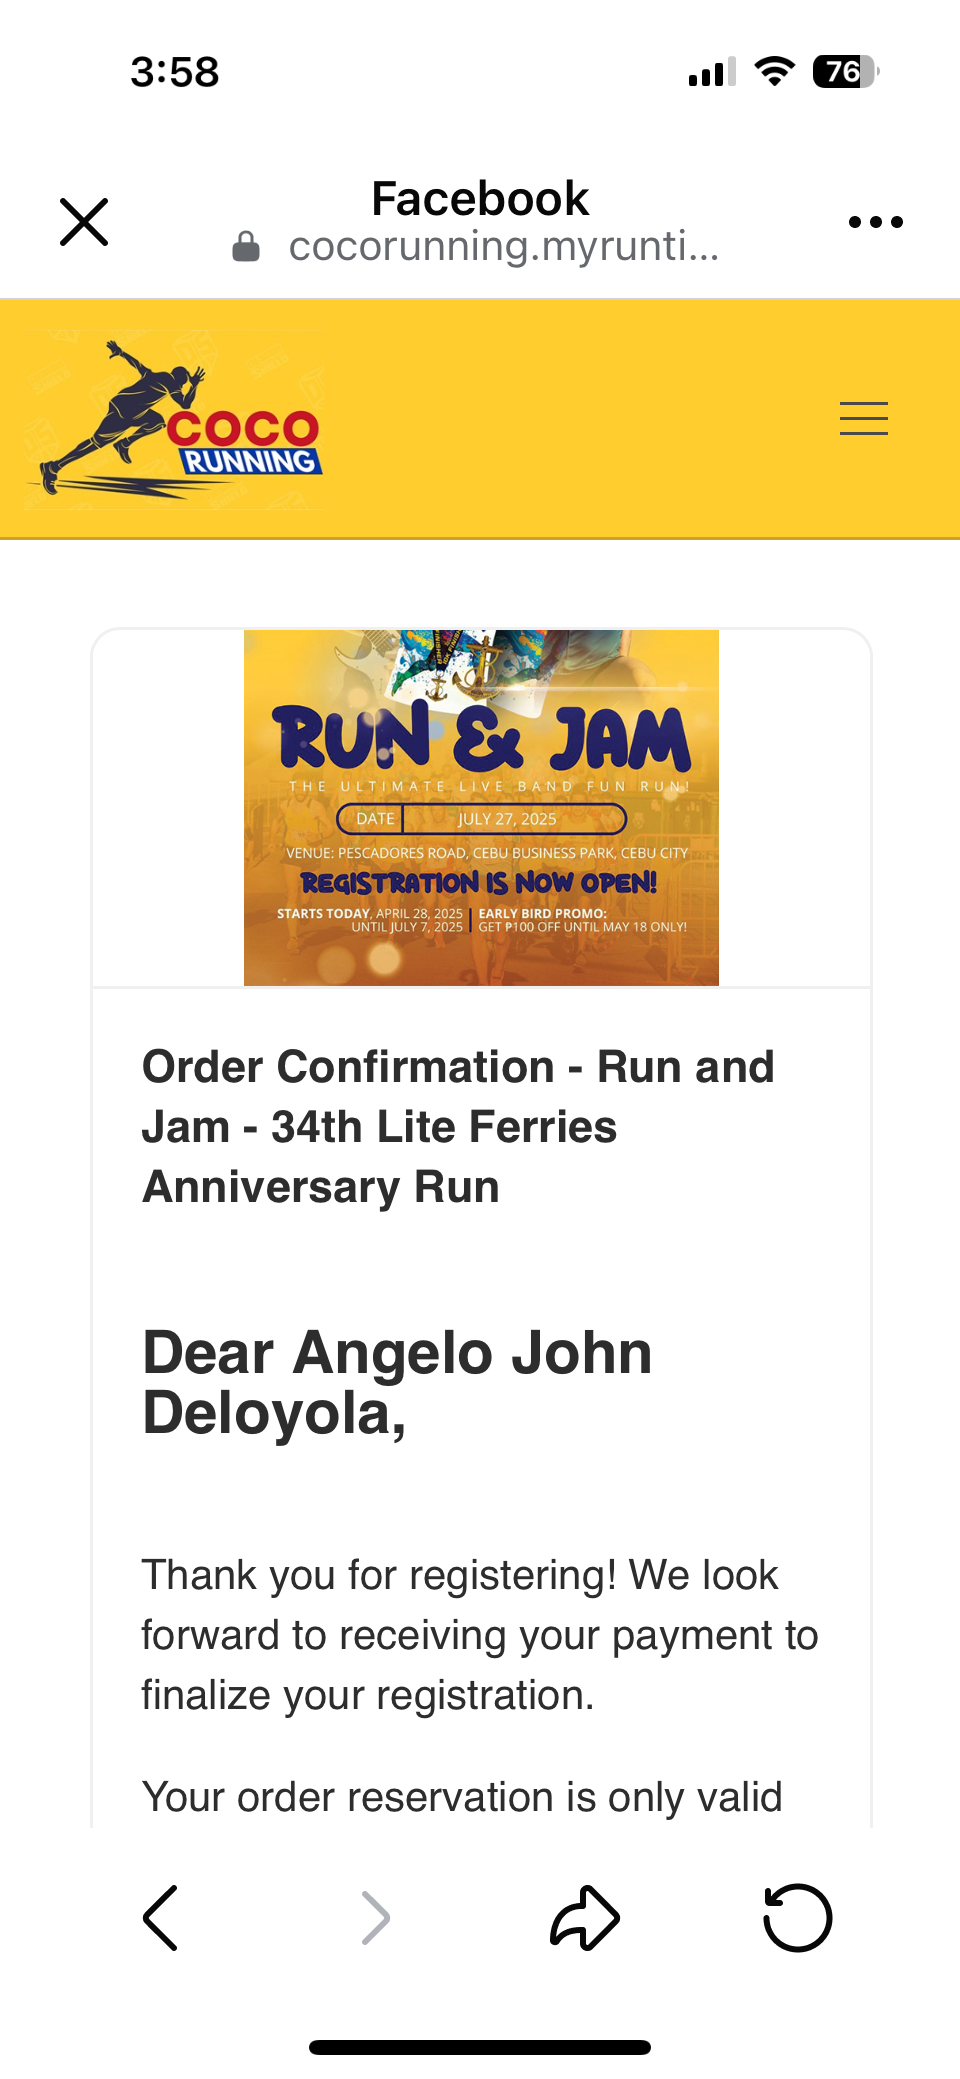 3:58
76
Facebook
cocorunning.myrunti...
COCO
RUNNING
RUN & JAM
THE ULTIMATE LIVE BAND FUN RUN!
DATE JULY 27, 2025
VENUE: PESCADORES ROAD, CEBU BUSINESS PARK, CEBU CITY
REGISTRATION IS NOW OPEN!
STARTS TODAY, APRIL 28, 2025
UNTIL JULY 7, 2025
EARLY BIRD PROMO:
GET ₱100 OFF UNTIL MAY 18 ONLY!
Order Confirmation - Run and
Jam - 34th Lite Ferries
Anniversary Run
Dear Angelo John
Deloyola,
Thank you for registering! We look
forward to receiving your payment to
finalize your registration.
Your order reservation is only valid